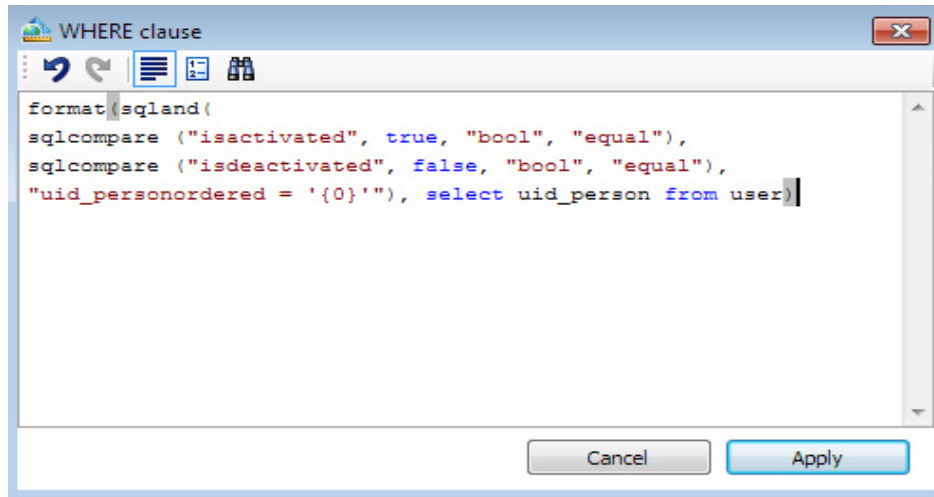 WHERE clause
format(sqland(
sqlcompare ("isactivated", true, "bool", "equal"),
sqlcompare ("isdeactivated", false, "bool", "equal"),
"uid_personordered = '{0}'"), select uid_person from user)
Cancel
Apply